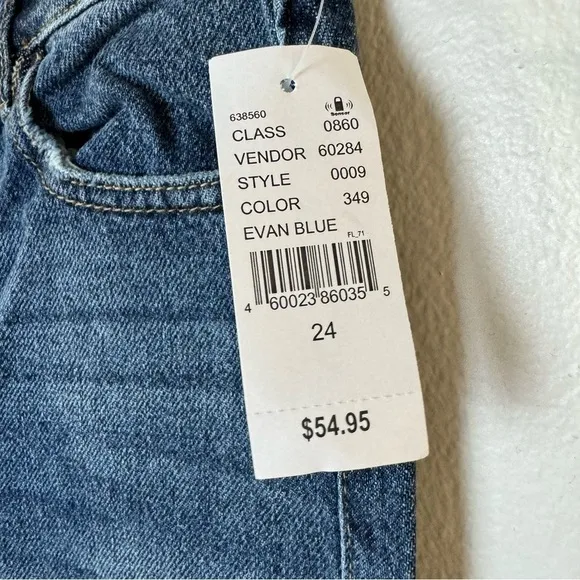 638560
Sensor
CLASS 0860
VENDOR 60284
STYLE 0009
COLOR 349
EVAN BLUE FL_71
4 60023 86035 5
24
$54.95